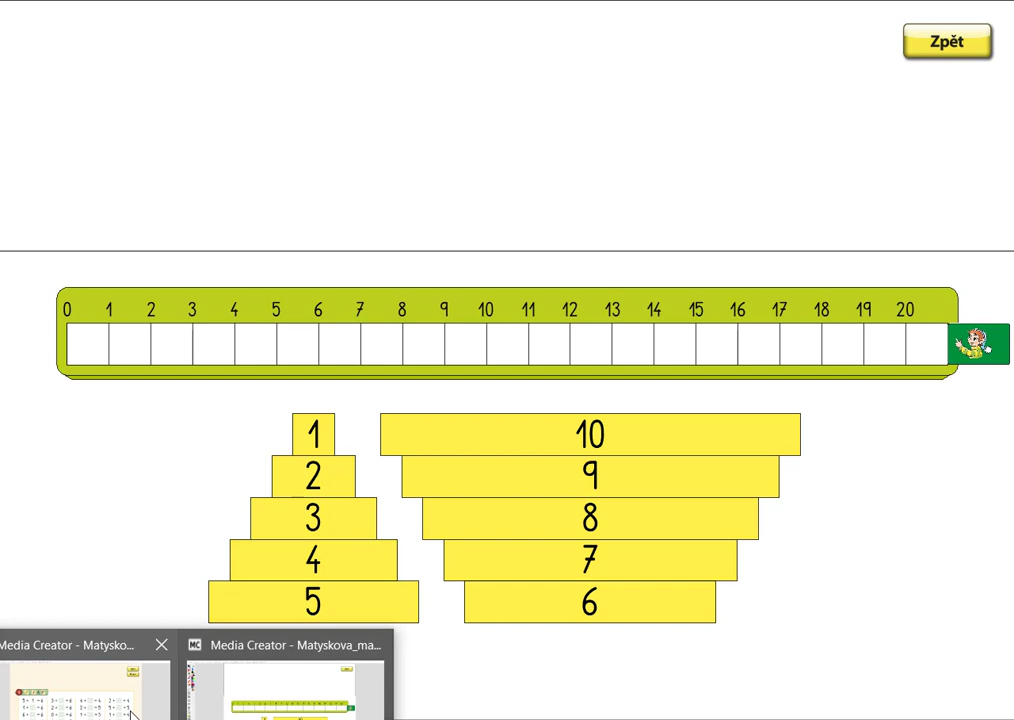 Zpět
0 1 2 3 4 5 6 7 8 9 10 11 12 13 14 15 16 17 18 19 20
1 10
2 9
3 8
4 7
5 6
Media Creator - Matysko... MC Media Creator - Matyskova_ma...